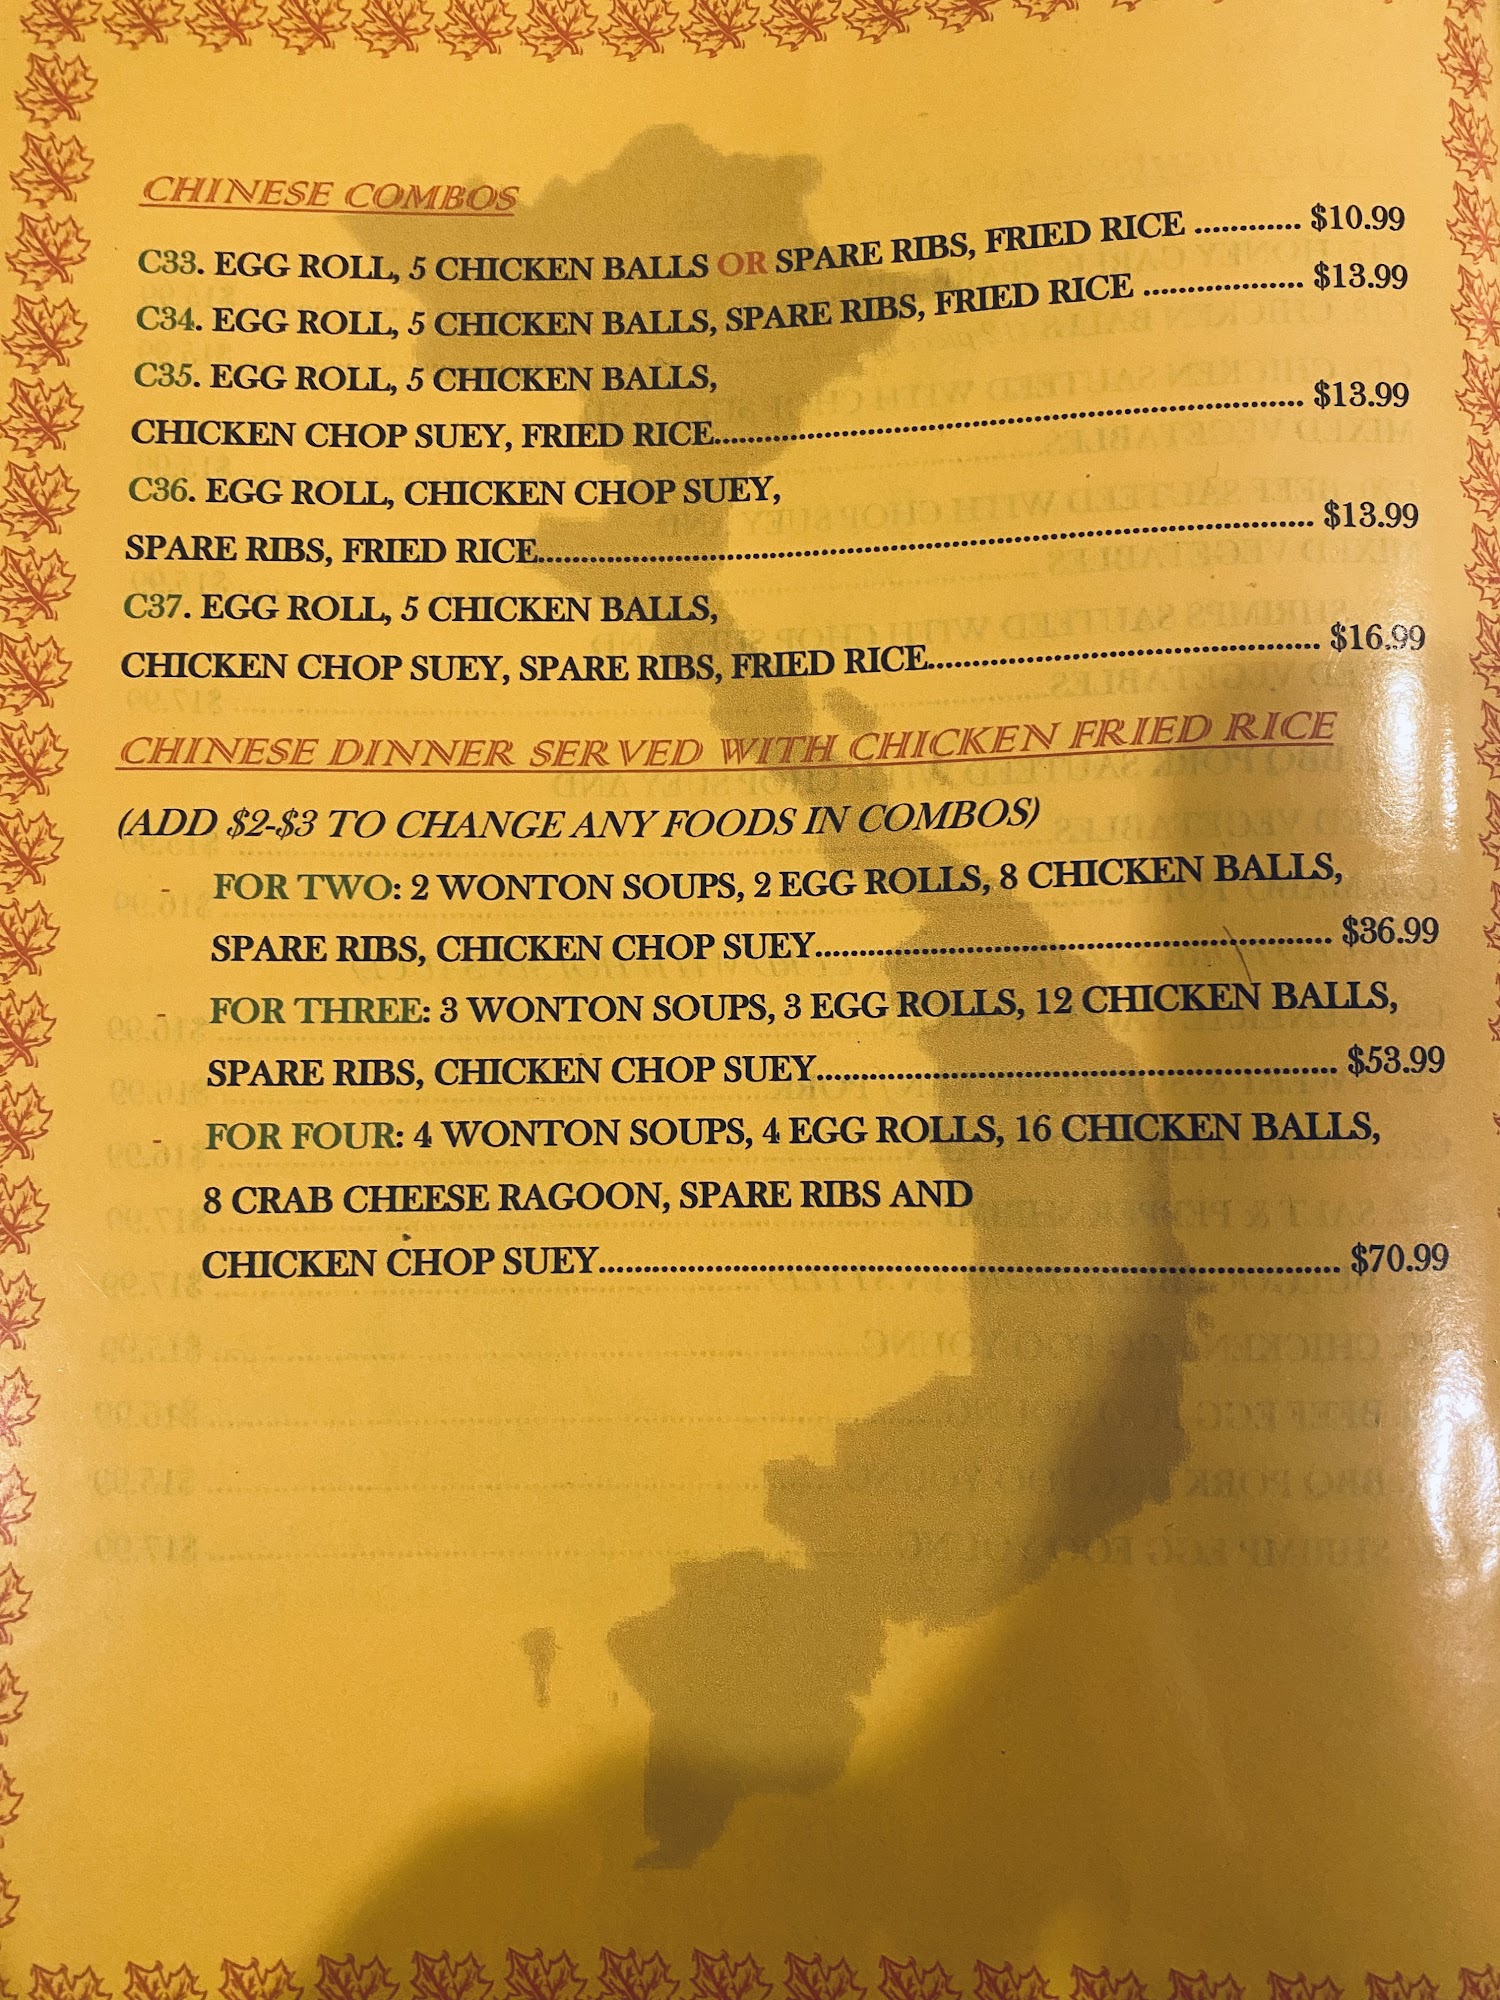 CHINESE COMBOS
C33. EGG ROLL, 5 CHICKEN BALLS OR SPARE RIBS, FRIED RICE ............ $10.99
C34. EGG ROLL, 5 CHICKEN BALLS, SPARE RIBS, FRIED RICE .................. $13.99
C35. EGG ROLL, 5 CHICKEN BALLS,
CHICKEN CHOP SUEY, FRIED RICE.................................................................. $13.99
C36. EGG ROLL, CHICKEN CHOP SUEY,
SPARE RIBS, FRIED RICE........................................................................................ $13.99
C37. EGG ROLL, 5 CHICKEN BALLS,
CHICKEN CHOP SUEY, SPARE RIBS, FRIED RICE............................................. $16.99
CHINESE DINNER SERVED WITH CHICKEN FRIED RICE
(ADD $2-$3 TO CHANGE ANY FOODS IN COMBOS)
- FOR TWO: 2 WONTON SOUPS, 2 EGG ROLLS, 8 CHICKEN BALLS,
SPARE RIBS, CHICKEN CHOP SUEY.......................................................... $36.99
- FOR THREE: 3 WONTON SOUPS, 3 EGG ROLLS, 12 CHICKEN BALLS,
SPARE RIBS, CHICKEN CHOP SUEY.......................................................... $53.99
- FOR FOUR: 4 WONTON SOUPS, 4 EGG ROLLS, 16 CHICKEN BALLS,
8 CRAB CHEESE RAGOON, SPARE RIBS AND
CHICKEN CHOP SUEY.................................................................................... $70.99